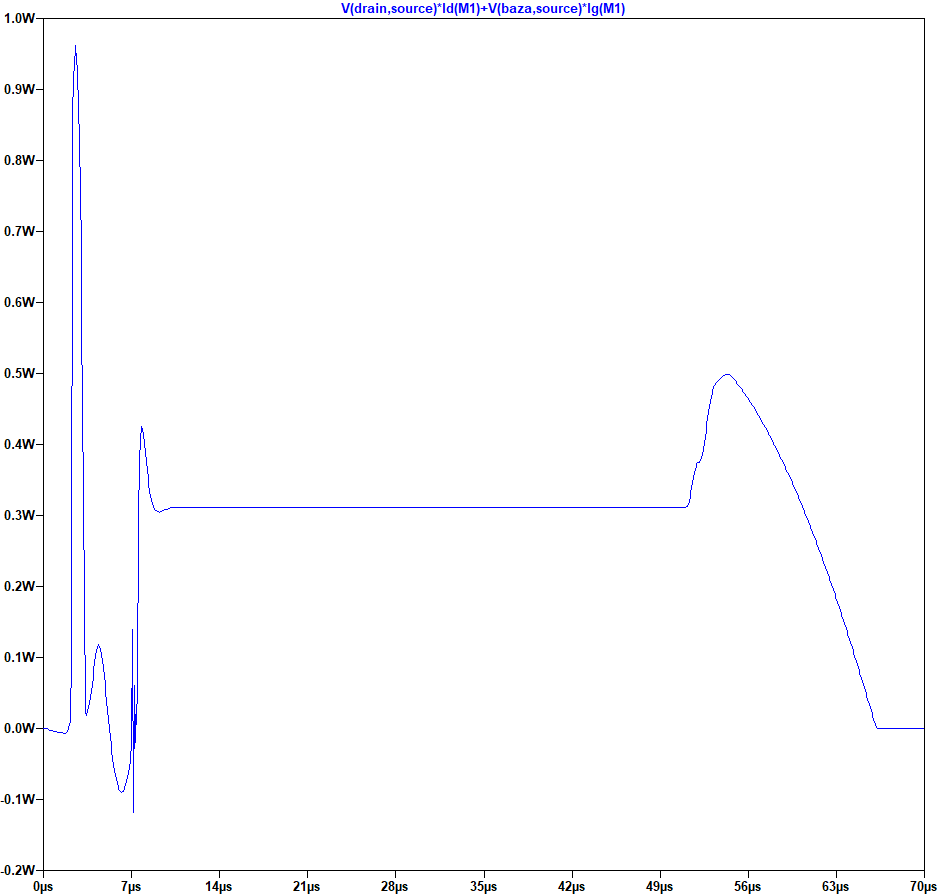 V(drain,source)*Id(M1)+V(baza,source)*Ig(M1)
1.0W
0.9W
0.8W
0.7W
0.6W
0.5W
0.4W
0.3W
0.2W
0.1W
0.0W
-0.1W
-0.2W
0µs 7µs 14µs 21µs 28µs 35µs 42µs 49µs 56µs 63µs 70µs